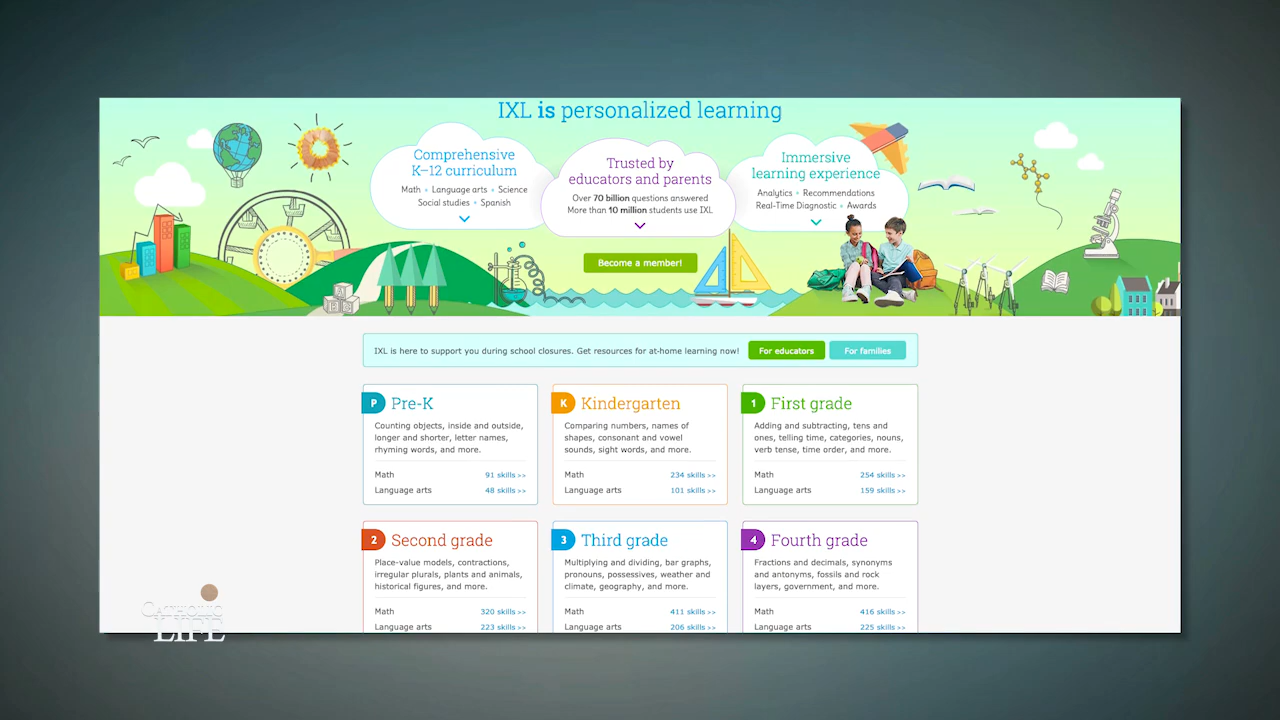 IXL is personalized learning
Comprehensive
K–12 curriculum
Math • Language arts • Science
Social studies • Spanish
Trusted by
educators and parents
Over 70 billion questions answered
More than 10 million students use IXL
Immersive
learning experience
Analytics • Recommendations
Real-Time Diagnostic • Awards
Become a member!
IXL is here to support you during school closures. Get resources for at-home learning now!
For educators
For families
P Pre-K
Counting objects, inside and outside,
longer and shorter, letter names,
rhyming words, and more.
Math 91 skills >>
Language arts 48 skills >>
K Kindergarten
Comparing numbers, names of
shapes, consonant and vowel
sounds, sight words, and more.
Math 234 skills >>
Language arts 101 skills >>
1 First grade
Adding and subtracting, tens and
ones, telling time, categories, nouns,
verb tense, time order, and more.
Math 254 skills >>
Language arts 159 skills >>
2 Second grade
Place-value models, contractions,
irregular plurals, plants and animals,
historical figures, and more.
Math 320 skills >>
Language arts 223 skills >>
3 Third grade
Multiplying and dividing, bar graphs,
pronouns, possessives, weather and
climate, geography, and more.
Math 411 skills >>
Language arts 206 skills >>
4 Fourth grade
Fractions and decimals, synonyms
and antonyms, fossils and rock
layers, government, and more.
Math 416 skills >>
Language arts 225 skills >>
CATHOLIC
LIFE